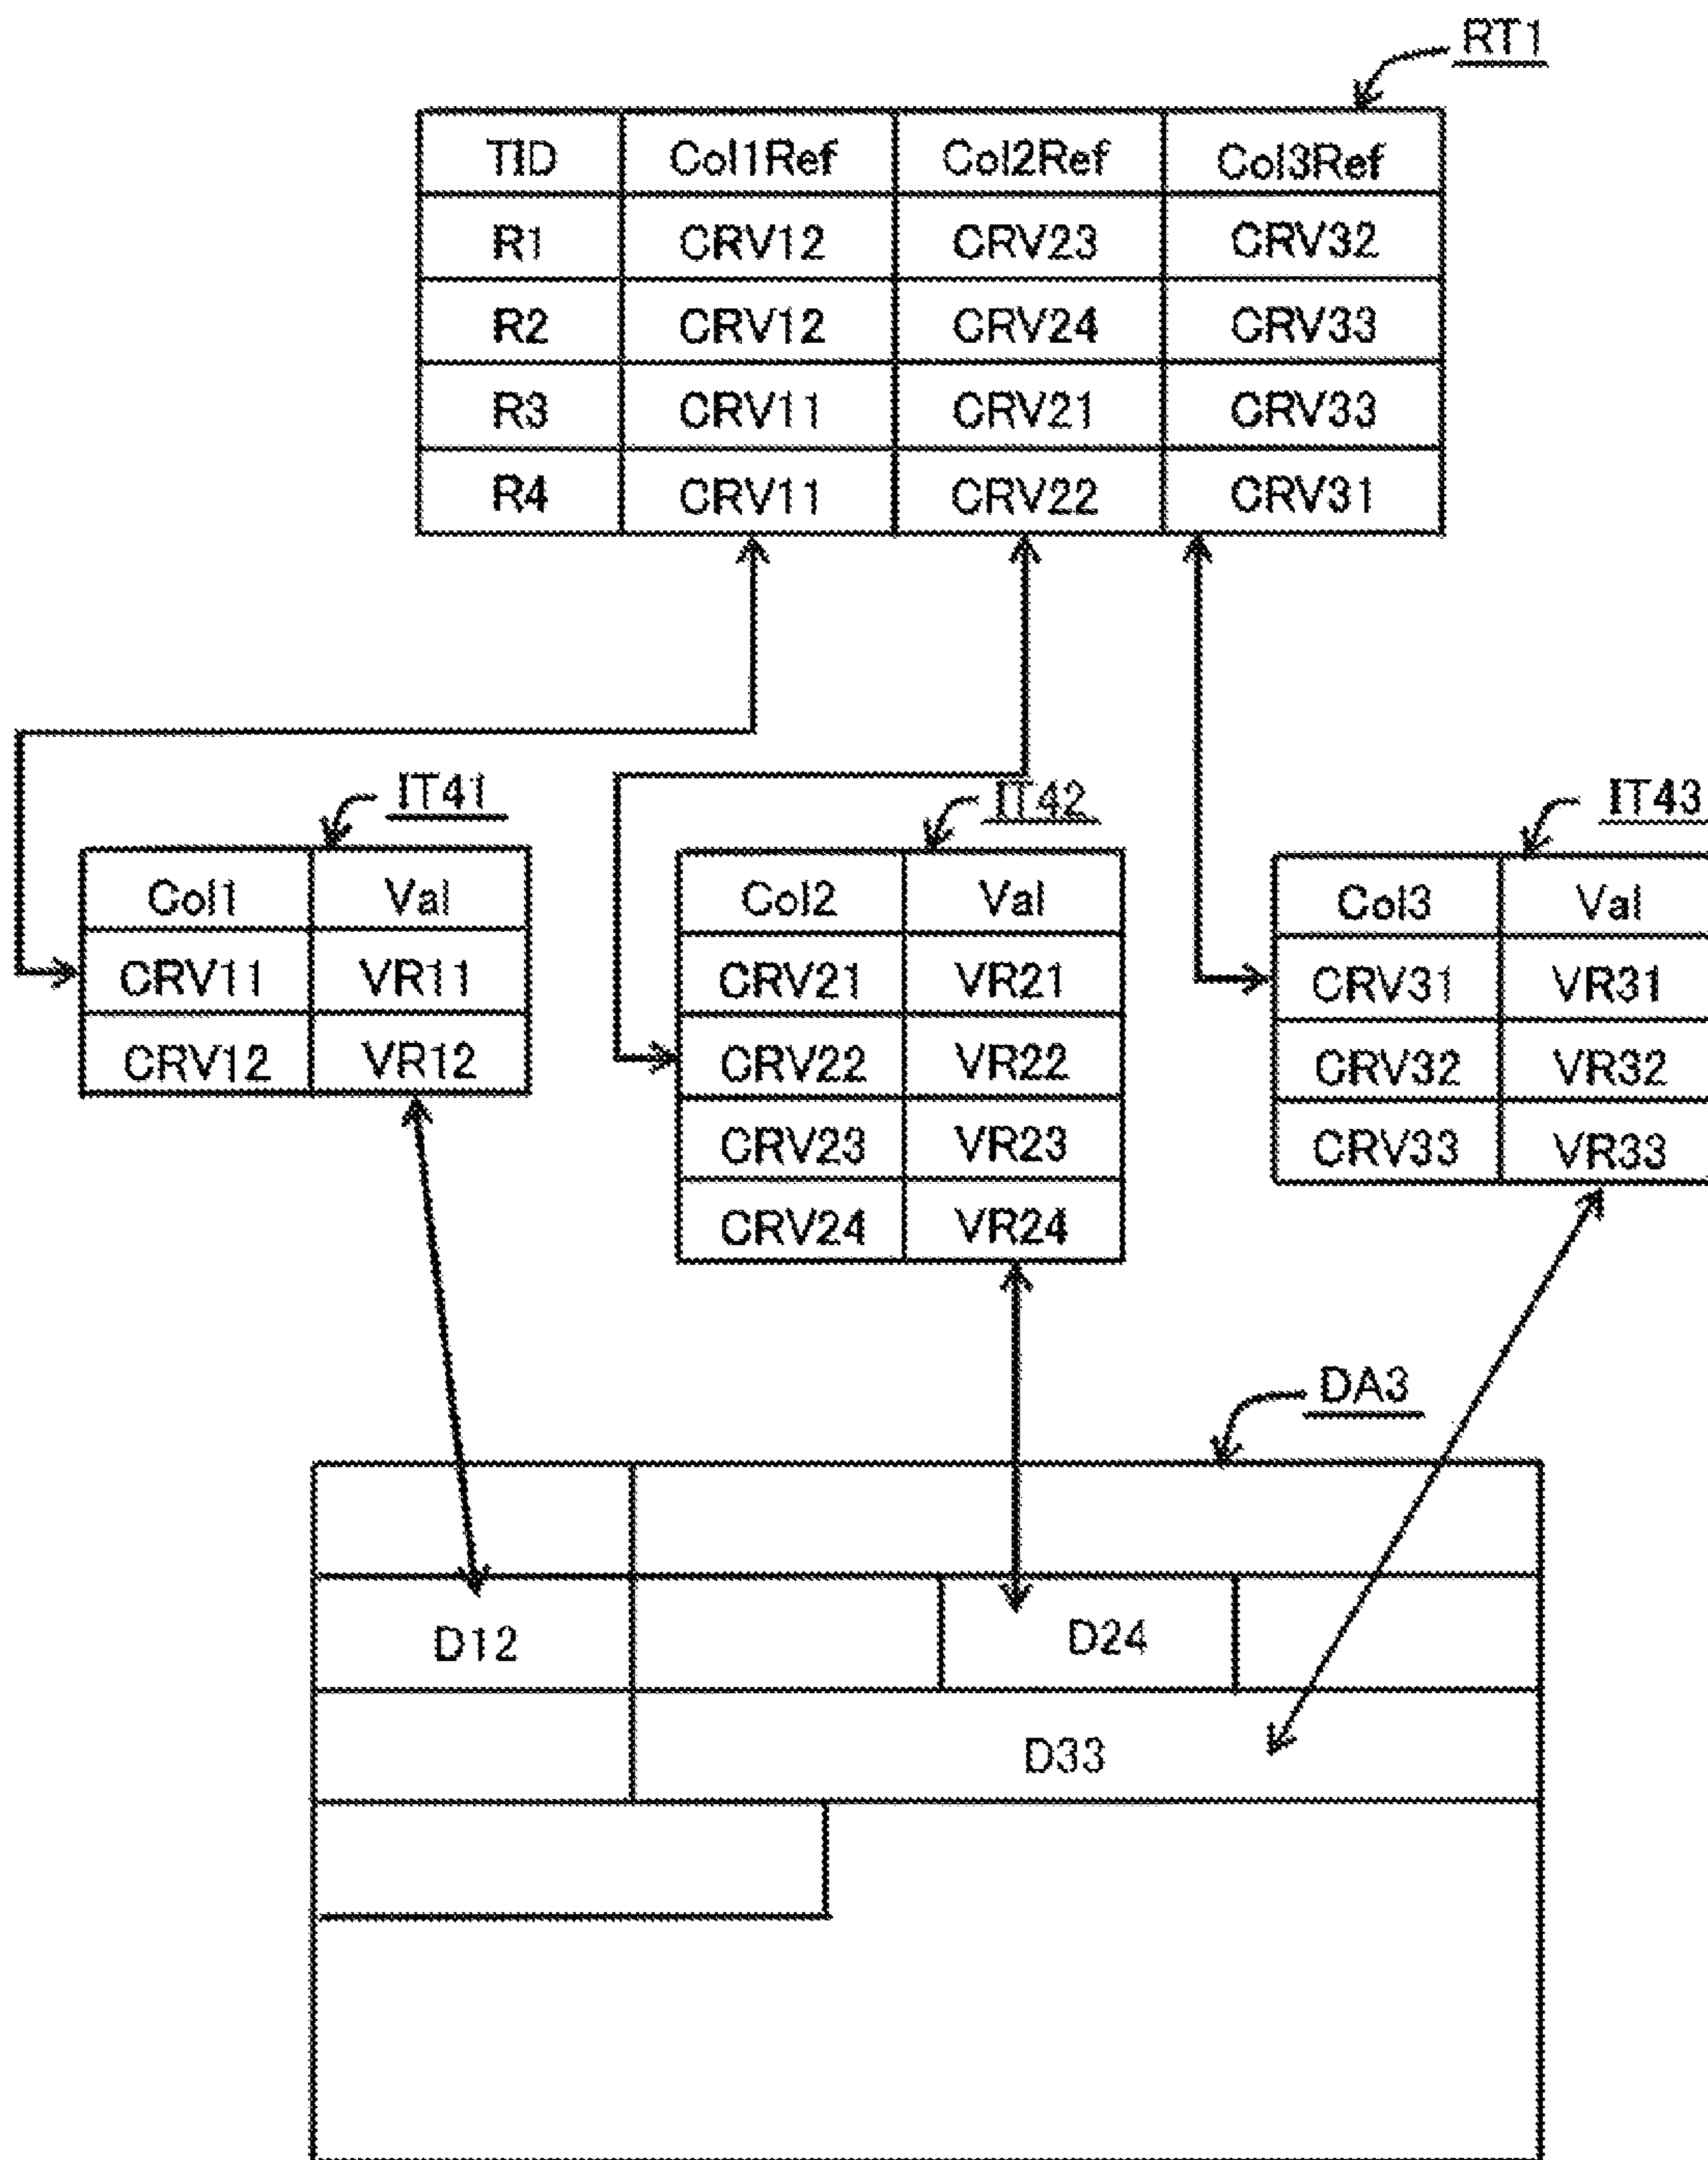 RT1
TID Col1Ref Col2Ref Col3Ref
R1 CRV12 CRV23 CRV32
R2 CRV12 CRV24 CRV33
R3 CRV11 CRV21 CRV33
R4 CRV11 CRV22 CRV31
IT41
Col1 Val
CRV11 VR11
CRV12 VR12
IT42
Col2 Val
CRV21 VR21
CRV22 VR22
CRV23 VR23
CRV24 VR24
IT43
Col3 Val
CRV31 VR31
CRV32 VR32
CRV33 VR33
DA3
D12 D24
D33